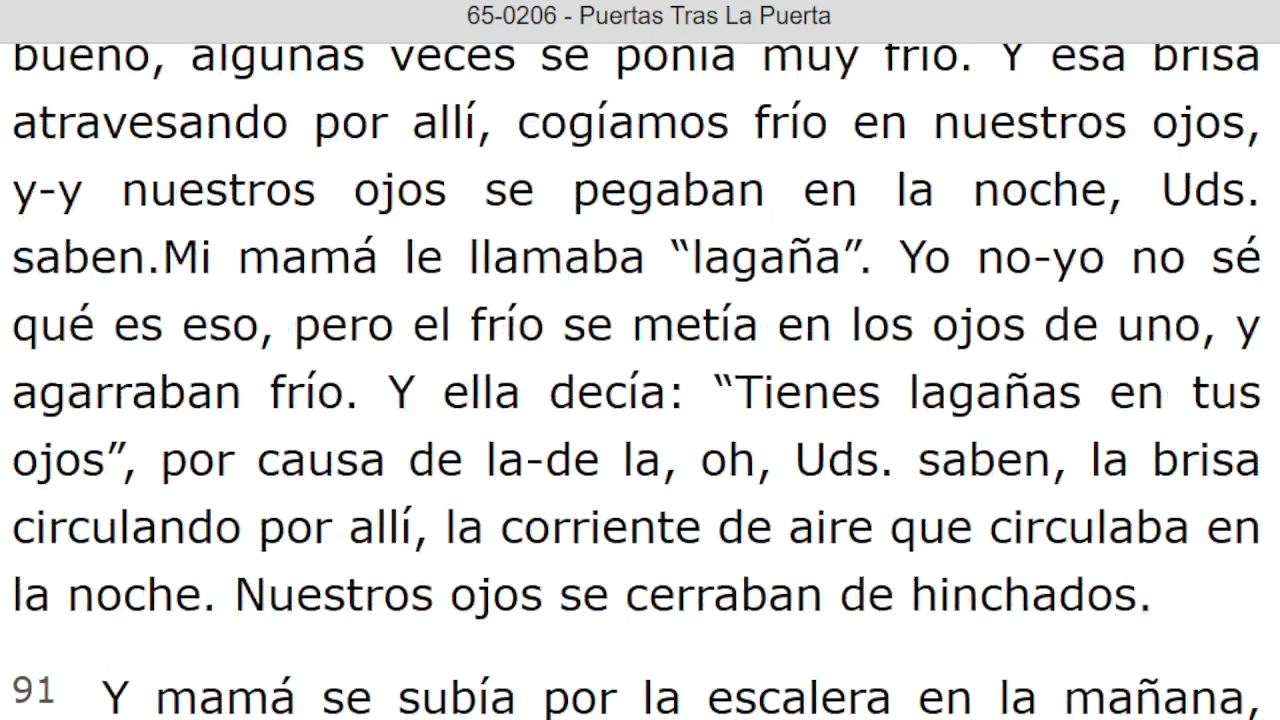 65-0206 - Puertas Tras La Puerta
bueno, algunas veces se ponía muy frío. Y esa brisa
atravesando por allí, cogíamos frío en nuestros ojos,
y-y nuestros ojos se pegaban en la noche, Uds.
saben.Mi mamá le llamaba “lagaña”. Yo no-yo no sé
qué es eso, pero el frío se metía en los ojos de uno, y
agarraban frío. Y ella decía: “Tienes lagañas en tus
ojos”, por causa de la-de la, oh, Uds. saben, la brisa
circulando por allí, la corriente de aire que circulaba en
la noche. Nuestros ojos se cerraban de hinchados.
91 Y mamá se subía por la escalera en la mañana,